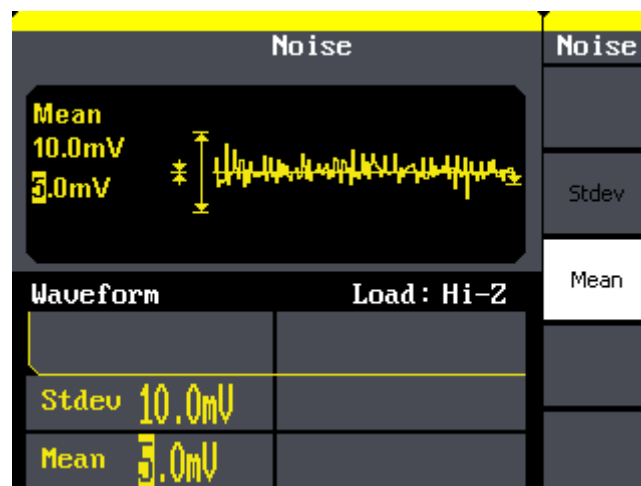 Noise
Noise
Mean
10.0mV
5.0mV
Stdev
Mean
Waveform Load: Hi-Z
Stdev 10.0mV
Mean 5.0mV